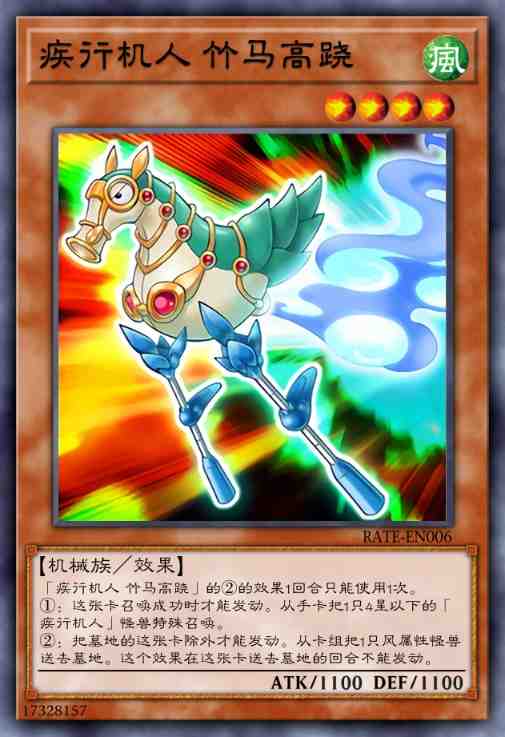 疾行机人 竹马高跷
風
RATE-EN006
【机械族／效果】
「疾行机人 竹马高跷」的②的效果1回合只能使用1次。
①：这张卡召唤成功时才能发动。从手卡把1只4星以下的「
疾行机人」怪兽特殊召唤。
②：把墓地的这张卡除外才能发动。从卡组把1只风属性怪兽
送去墓地。这个效果在这张卡送去墓地的回合不能发动。
ATK/1100 DEF/1100
17328157